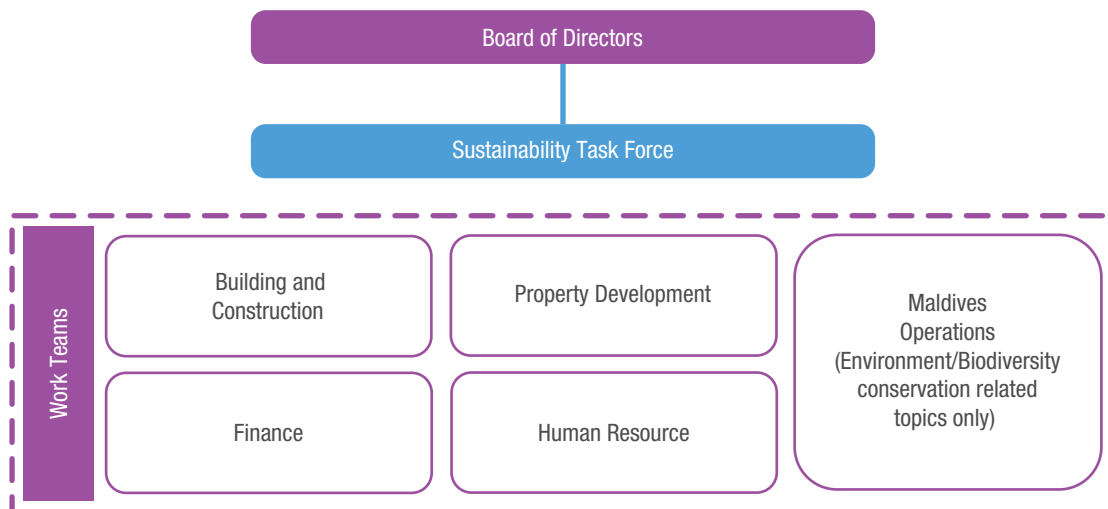 Board of Directors
Sustainability Task Force
Work Teams
Building and
Construction
Property Development
Maldives
Operations
(Environment/Biodiversity
conservation related
topics only)
Finance
Human Resource